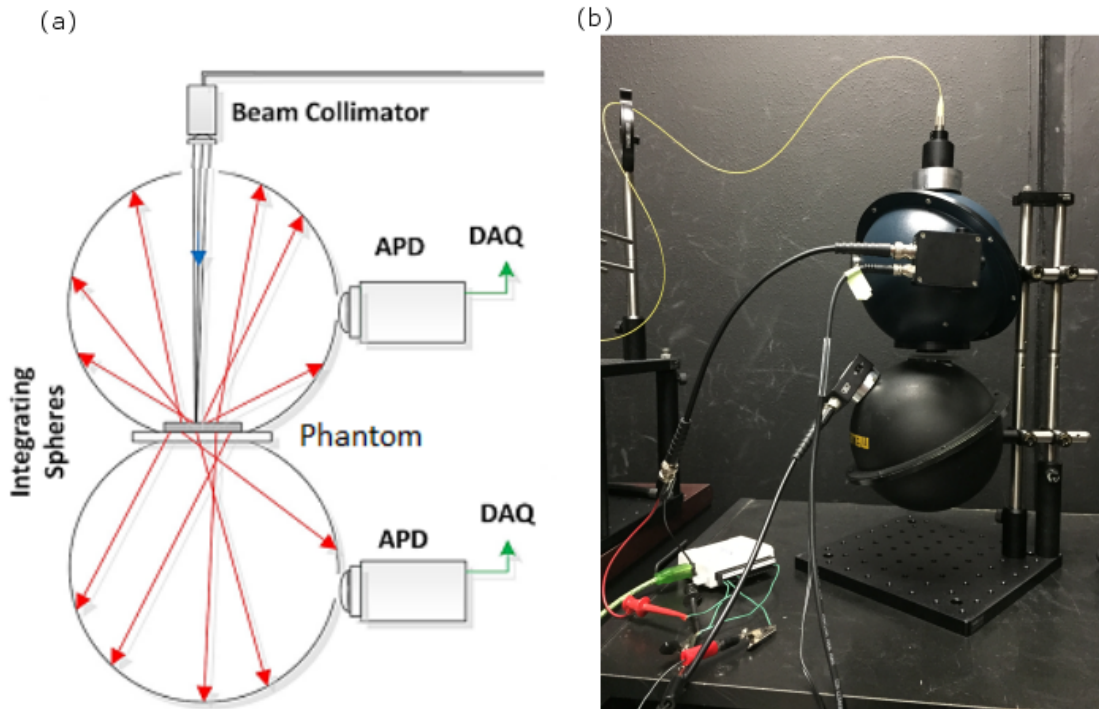 (a)
(b)
Beam Collimator
APD
DAQ
Integrating
Spheres
Phantom
APD
DAQ